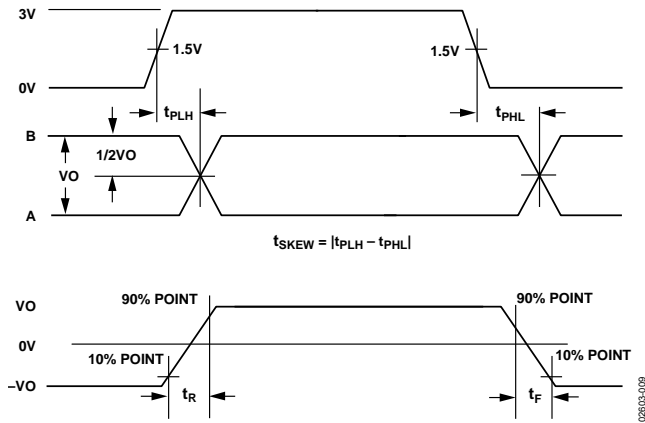 3V
1.5V
1.5V
0V
tPLH
tPHL
B
1/2VO
VO
A
tSKEW = |tPLH – tPHL|
VO
90% POINT
90% POINT
0V
10% POINT
10% POINT
–VO
tR
tF
02603-009